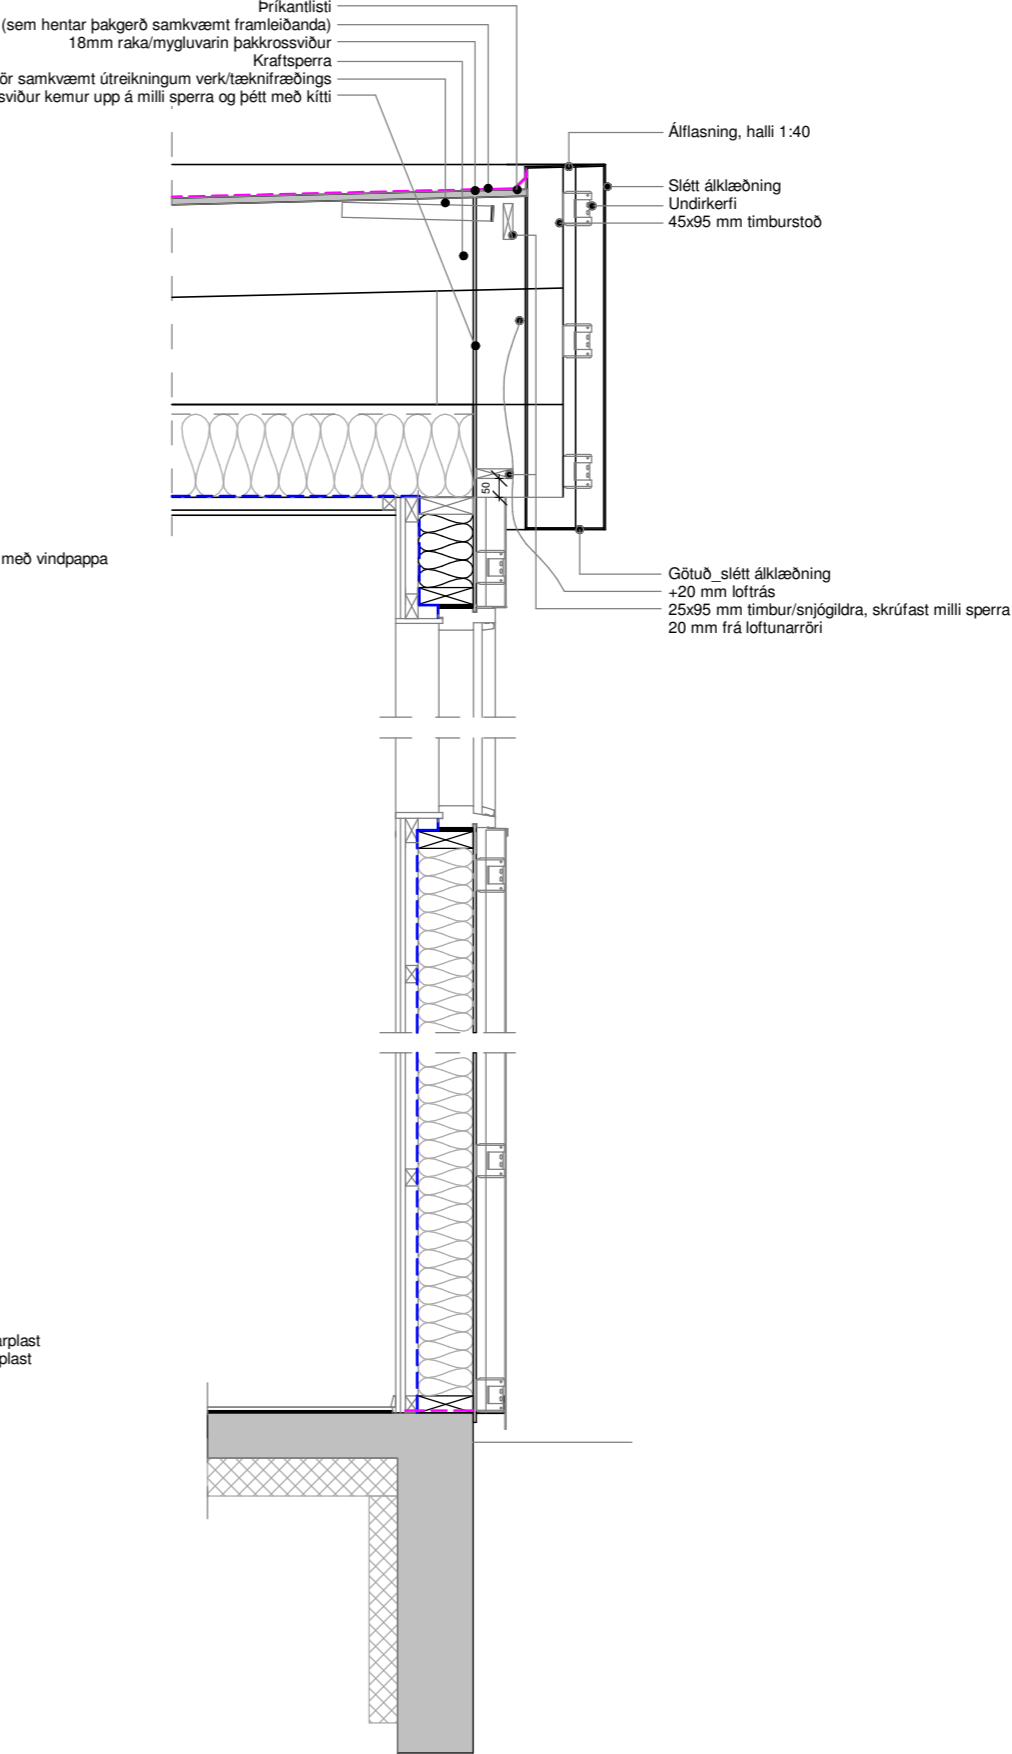 Þríkantlisti
(sem hentar þakgerð samkvæmt framleiðanda)
18mm raka/mygluvarin þakkrossviður
Kraftsperra
ör samkvæmt útreikningum verk/tæknifræðings
sviður kemur upp á milli sperra og þétt með kítti
Álflasning, halli 1:40
Slétt álklæðning
Undirkerfi
45x95 mm timburstoð
50
með vindpappa
Götuð_slétt álklæðning
+20 mm loftrás
25x95 mm timbur/snjógildra, skrúfast milli sperra
20 mm frá loftunarröri
arplast
plast